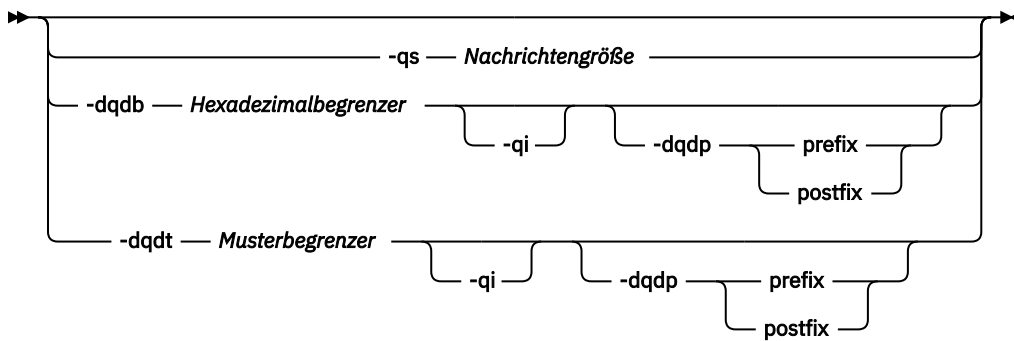 -qs Nachrichtengröße
-dqdb Hexadezimalbegrenzer
-qi -dqdp prefix
postfix
-dqdt Musterbegrenzer
-qi -dqdp prefix
postfix